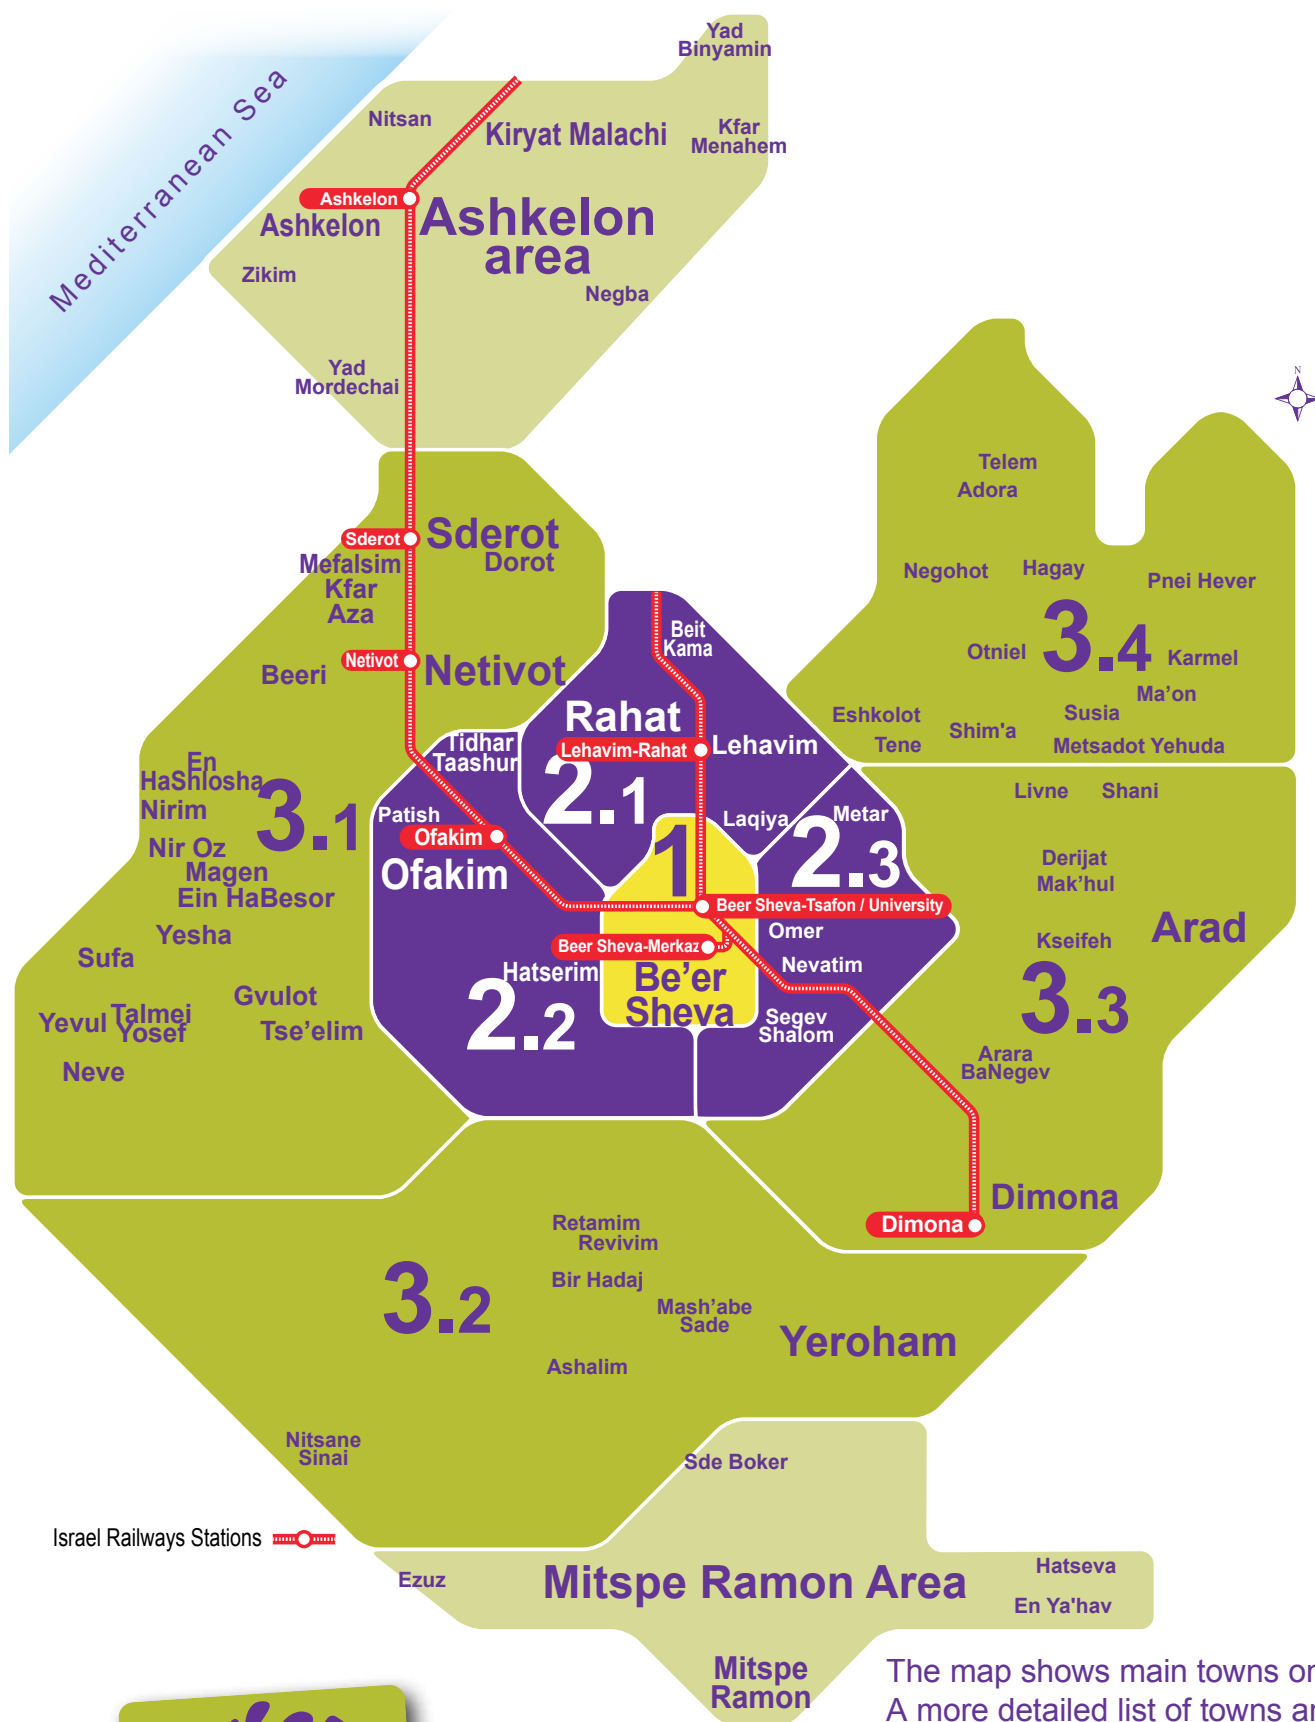 Yad
Binyamin
Mediterranean Sea
Nitsan
Kiryat Malachi
Kfar
Menahem
Ashkelon
Ashkelon
Ashkelon
area
Zikim
Negba
Yad
Mordechai
N
Telem
Adora
Sderot
Sderot
Mefalsim
Dorot
Kfar
Aza
Negohot
Hagay
Pnei Hever
3.4
Beit
Kama
Otniel
Karmel
Beeri
Netivot
Netivot
Ma'on
Rahat
Eshkolot
Susia
Shim'a
Tene
Metsadot Yehuda
Tidhar
Taashur
Lehavim-Rahat
Lehavim
En
HaShlosha
Nirim
3.1
2.1
Livne
Shani
Patish
Laqiya
Metar
Ofakim
Nir Oz
1
2.3
Derijat
Mak'hul
Magen
Ofakim
Ein HaBesor
Beer Sheva-Tsafon / University
Yesha
Omer
Arad
Sufa
Beer Sheva-Merkaz
Kseifeh
Hatserim
Nevatim
Be'er
Sheva
Gvulot
2.2
3.3
Yevul
Talmei
Yosef
Tse'elim
Segev
Shalom
Neve
Arara
BaNegev
Dimona
Dimona
Retamim
Revivim
3.2
Bir Hadaj
Mash'abe
Sade
Yeroham
Ashalim
Nitsane
Sinai
Sde Boker
Israel Railways Stations
Ezuz
Mitspe Ramon Area
Hatseva
En Ya'hav
Mitspe
Ramon
The map shows main towns
A more detailed list of towns